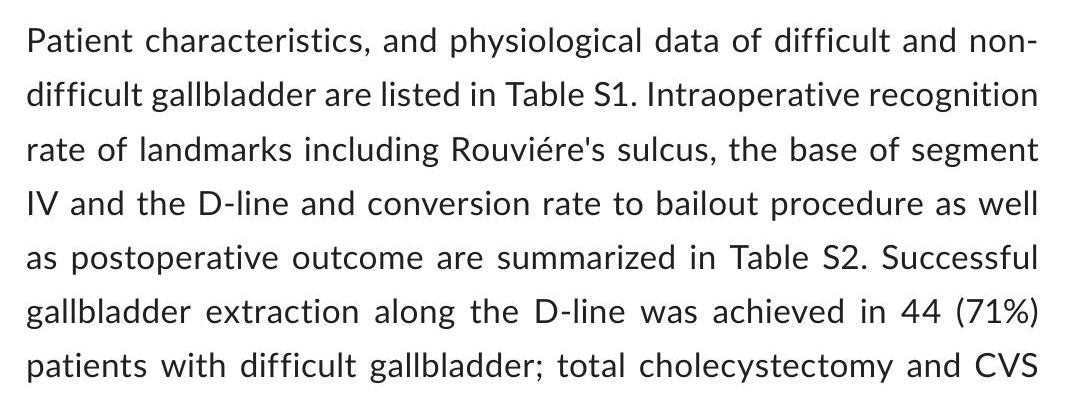 Patient characteristics, and physiological data of difficult and non-
difficult gallbladder are listed in Table S1. Intraoperative recognition
rate of landmarks including Rouviére's sulcus, the base of segment
IV and the D-line and conversion rate to bailout procedure as well
as postoperative outcome are summarized in Table S2. Successful
gallbladder extraction along the D-line was achieved in 44 (71%)
patients with difficult gallbladder; total cholecystectomy and CVS